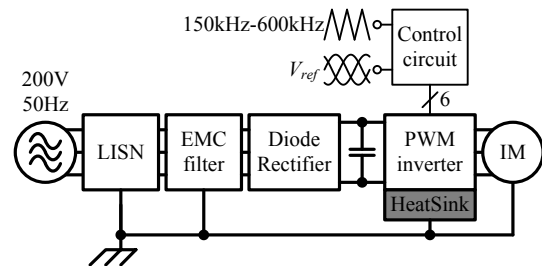 150kHz-600kHz
Control
circuit
Vref
6
200V
50Hz
LISN
EMC
filter
Diode
Rectifier
PWM
inverter
HeatSink
IM